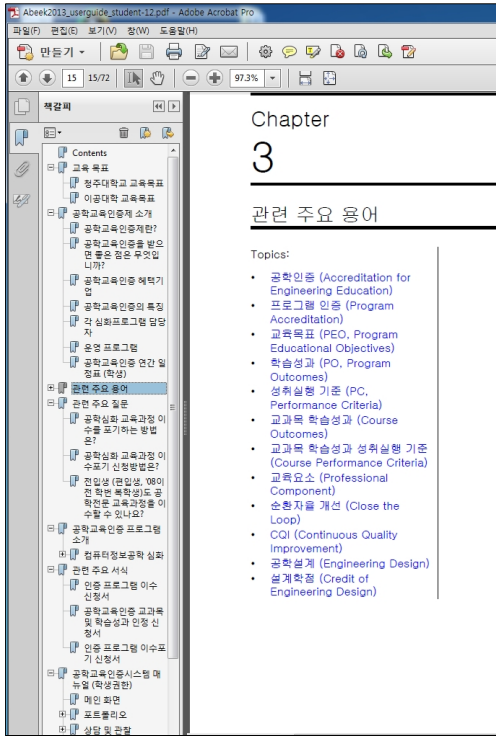 Abeek2013_userguide_student-12.pdf - Adobe Acrobat Pro
파일(F) 편집(E) 보기(V) 창(W) 도움말(H)
만들기
15 15/72 97.3%
책갈피
Contents
교육 목표
청주대학교 교육목표
이공대학 교육목표
공학교육인증제 소개
공학교육인증제란?
공학교육인증을 받으
면 좋은 점은 무엇입
니까?
공학교육인증 혜택기
업
공학교육인증의 특징
각 심화프로그램 담당
자
운영 프로그램
공학교육인증 연간 일
정표 (학생)
관련 주요 용어
관련 주요 질문
공학심화 교육과정 이
수를 포기하는 방법
은?
공학심화 교육과정 이
수포기 신청방법은?
전입생 (편입생, '08이
전 학번 복학생)도 공
학전문 교육과정을 이
수할 수 있나요?
공학교육인증 프로그램
소개
컴퓨터정보공학 심화
관련 주요 서식
인증 프로그램 이수
신청서
공학교육인증 교과목
및 학습성과 인정 신
청서
인증 프로그램 이수포
기 신청서
공학교육인증시스템 매
뉴얼 (학생권한)
메인 화면
포트폴리오
상담 및 관찰
Chapter
3
관련 주요 용어
Topics:
• 공학인증 (Accreditation for
Engineering Education)
• 프로그램 인증 (Program
Accreditation)
• 교육목표 (PEO, Program
Educational Objectives)
• 학습성과 (PO, Program
Outcomes)
• 성취실행 기준 (PC,
Performance Criteria)
• 교과목 학습성과 (Course
Outcomes)
• 교과목 학습성과 성취실행 기준
(Course Performance Criteria)
• 교육요소 (Professional
Component)
• 순환자율 개선 (Close the
Loop)
• CQI (Continuous Quality
Improvement)
• 공학설계 (Engineering Design)
• 설계학점 (Credit of
Engineering Design)